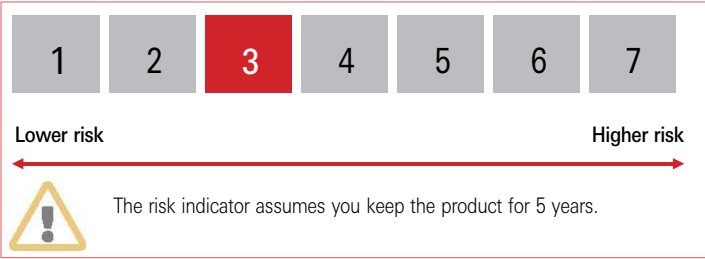 1 2 3 4 5 6 7
Lower risk Higher risk
The risk indicator assumes you keep the product for 5 years.